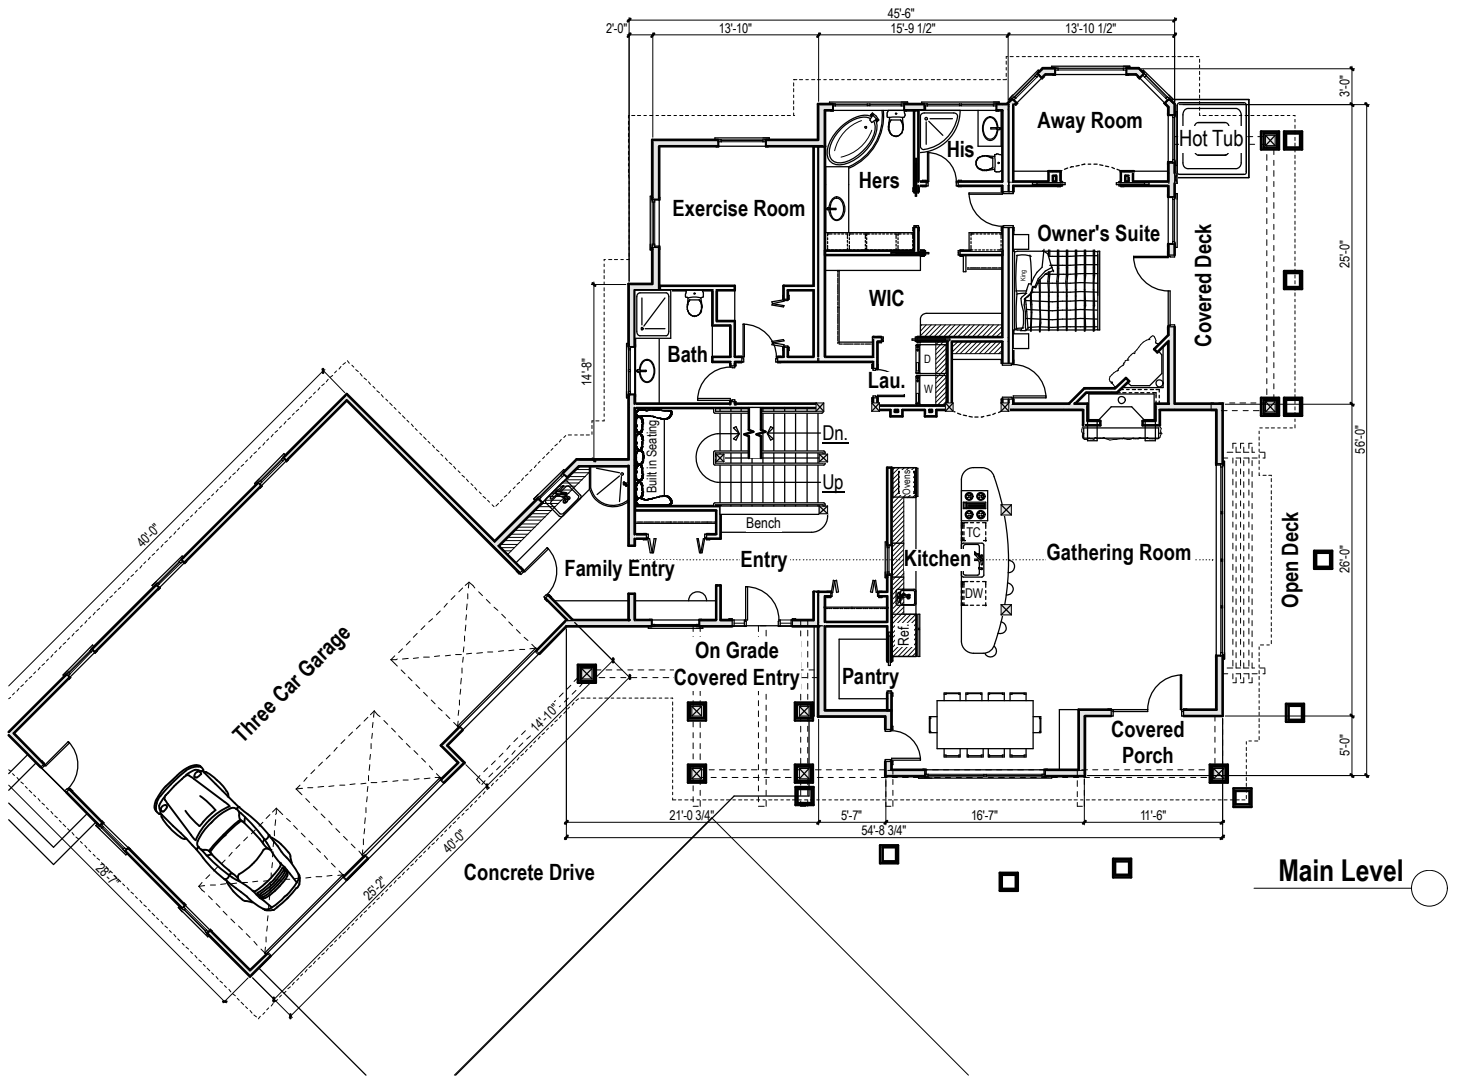 45'-6"
2'-0"
13'-10"
15'-9 1/2"
13'-10 1/2"
3'-0"
Away Room
Hot Tub
His
Hers
Exercise Room
Owner's Suite
Covered Deck
25'-0"
King
WIC
14'-8"
Bath
D
Lau.
W
Built in Seating
Dn.
Up
56'-0"
Ovens
Bench
TC
40'-0"
Family Entry
Entry
Kitchen
Gathering Room
Open Deck
26'-0"
DW
Ref.
Three Car Garage
On Grade
Covered Entry
Pantry
14'-10"
Covered
Porch
5'-0"
21'-0 3/4"
5'-7"
16'-7"
11'-6"
54'-8 3/4"
40'-0"
25'-2"
28'-7"
Concrete Drive
Main Level